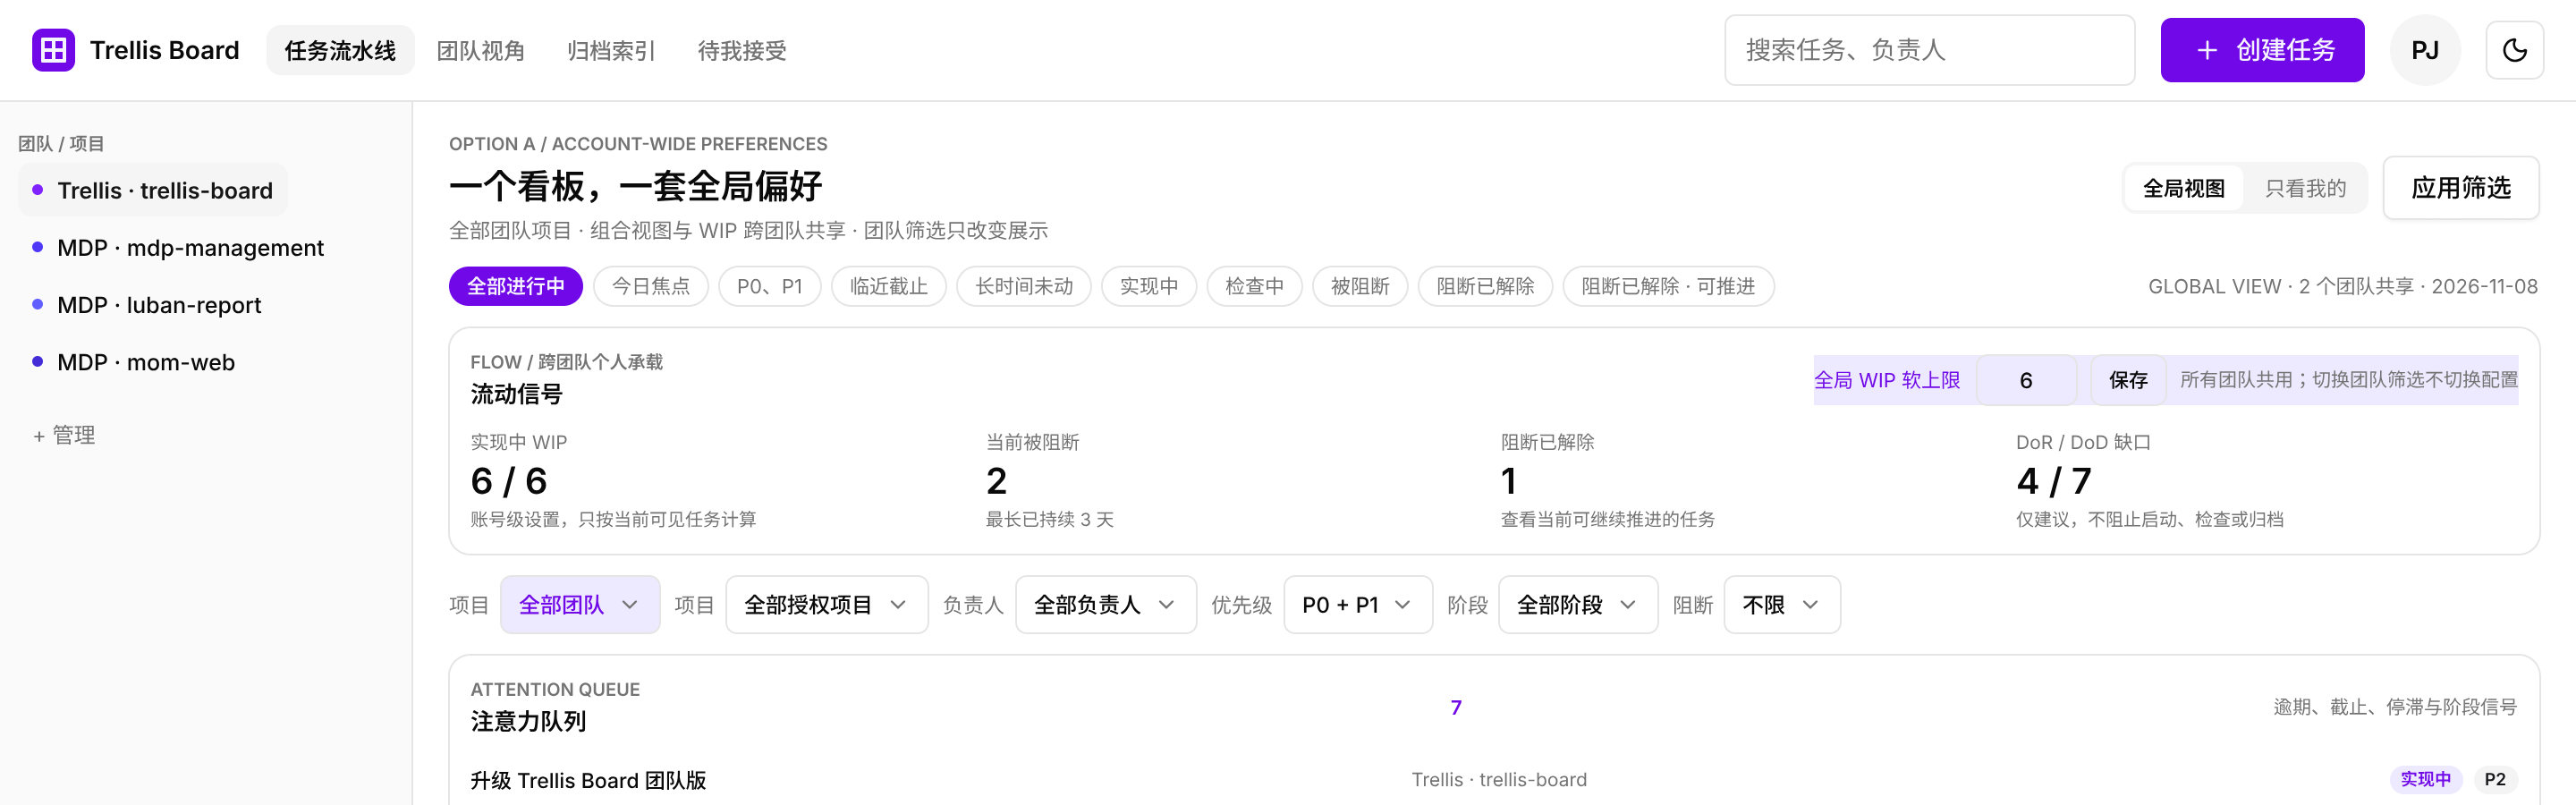 Trellis Board 任务流水线 团队视角 归档索引 待我接受 搜索任务、负责人 + 创建任务 PJ
团队 / 项目
Trellis · trellis-board
MDP · mdp-management
MDP · luban-report
MDP · mom-web
+ 管理
OPTION A / ACCOUNT-WIDE PREFERENCES
一个看板，一套全局偏好
全部团队项目 · 组合视图与 WIP 跨团队共享 · 团队筛选只改变展示
全局视图 只看我的 应用筛选
全部进行中 今日焦点 P0、P1 临近截止 长时间未动 实现中 检查中 被阻断 阻断已解除 阻断已解除 · 可推进 GLOBAL VIEW · 2 个团队共享 · 2026-11-08
FLOW / 跨团队个人承载
流动信号
全局 WIP 软上限 6 保存 所有团队共用；切换团队筛选不切换配置
实现中 WIP 当前被阻断 阻断已解除 DoR / DoD 缺口
6 / 6 2 1 4 / 7
账号级设置，只按当前可见任务计算 最长已持续 3 天 查看当前可继续推进的任务 仅建议，不阻止启动、检查或归档
项目 全部团队 项目 全部授权项目 负责人 全部负责人 优先级 P0 + P1 阶段 全部阶段 阻断 不限
ATTENTION QUEUE
注意力队列
7
逾期、截止、停滞与阶段信号
升级 Trellis Board 团队版 Trellis · trellis-board 实现中 P2